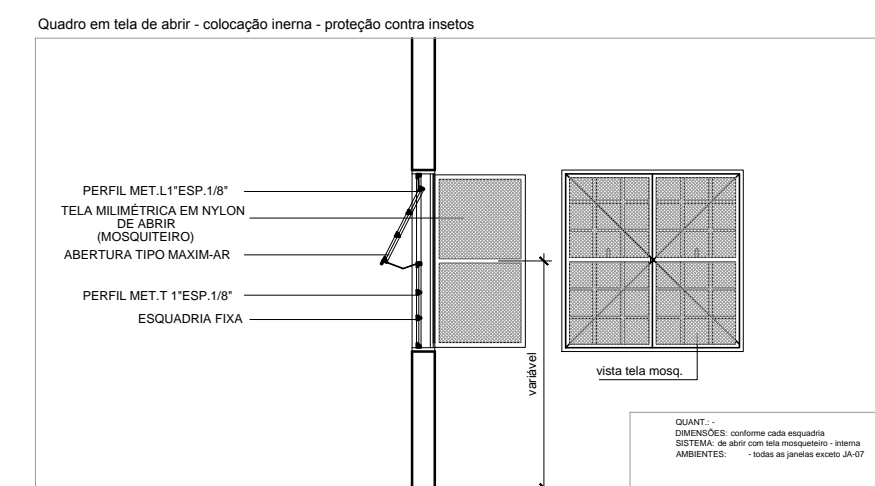 Quadro em tela de abrir - colocação inerna - proteção contra insetos
PERFIL MET.L1"ESP.1/8"
TELA MILIMÉTRICA EM NYLON
DE ABRIR
(MOSQUITEIRO)
ABERTURA TIPO MAXIM-AR
PERFIL MET.T 1"ESP.1/8"
ESQUADRIA FIXA
variável
vista tela mosq.
QUANT.: -
DIMENSÕES: conforme cada esquadria
SISTEMA: de abrir com tela mosqueteiro - interna
AMBIENTES: - todas as janelas exceto JA-07